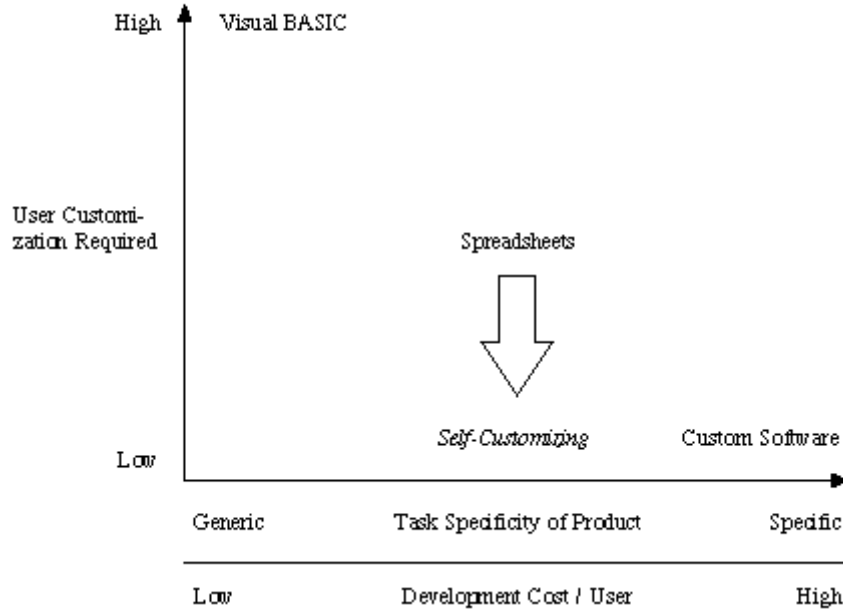 High
Visual BASIC
User Customi-
zation Required
Spreadsheets
Self-Customizing
Custom Software
Low
Generic
Task Specificity of Product
Specific
Low
Development Cost / User
High